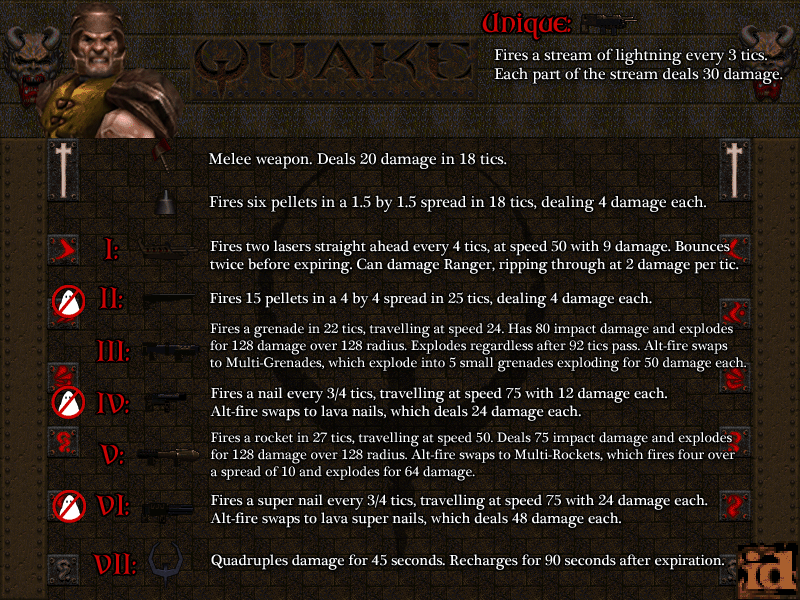 Unique:
Fires a stream of lightning every 3 tics.
Each part of the stream deals 30 damage.
QUAKE
Melee weapon. Deals 20 damage in 18 tics.
Fires six pellets in a 1.5 by 1.5 spread in 18 tics, dealing 4 damage each.
I:
Fires two lasers straight ahead every 4 tics, at speed 50 with 9 damage. Bounces
twice before expiring. Can damage Ranger, ripping through at 2 damage per tic.
II:
Fires 15 pellets in a 4 by 4 spread in 25 tics, dealing 4 damage each.
III:
Fires a grenade in 22 tics, travelling at speed 24. Has 80 impact damage and explodes
for 128 damage over 128 radius. Explodes regardless after 92 tics pass. Alt-fire swaps
to Multi-Grenades, which explode into 5 small grenades exploding for 50 damage each.
IV:
Fires a nail every 3/4 tics, travelling at speed 75 with 12 damage each.
Alt-fire swaps to lava nails, which deals 24 damage each.
V:
Fires a rocket in 27 tics, travelling at speed 50. Deals 75 impact damage and explodes
for 128 damage over 128 radius. Alt-fire swaps to Multi-Rockets, which fires four over
a spread of 10 and explodes for 64 damage.
VI:
Fires a super nail every 3/4 tics, travelling at speed 75 with 24 damage each.
Alt-fire swaps to lava super nails, which deals 48 damage each.
VII:
Quadruples damage for 45 seconds. Recharges for 90 seconds after expiration.
id